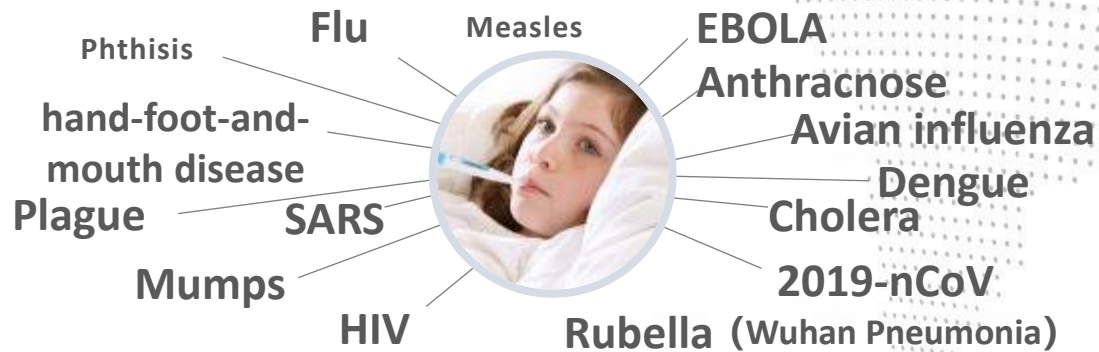 Flu
Measles
EBOLA
Phthisis
Anthracnose
hand-foot-and-
mouth disease
Avian influenza
Dengue
Plague
SARS
Cholera
Mumps
2019-nCoV
HIV
Rubella (Wuhan Pneumonia)